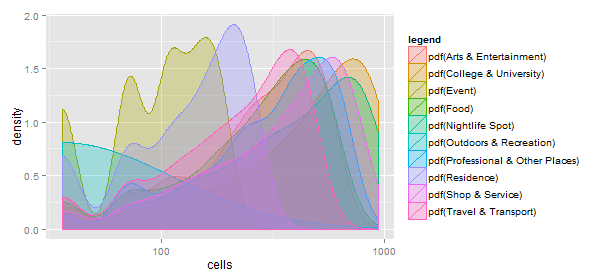 2.0
1.5
1.0
0.5
0.0
density
100
1000
cells
legend
pdf(Arts & Entertainment)
pdf(College & University)
pdf(Event)
pdf(Food)
pdf(Nightlife Spot)
pdf(Outdoors & Recreation)
pdf(Professional & Other Places)
pdf(Residence)
pdf(Shop & Service)
pdf(Travel & Transport)